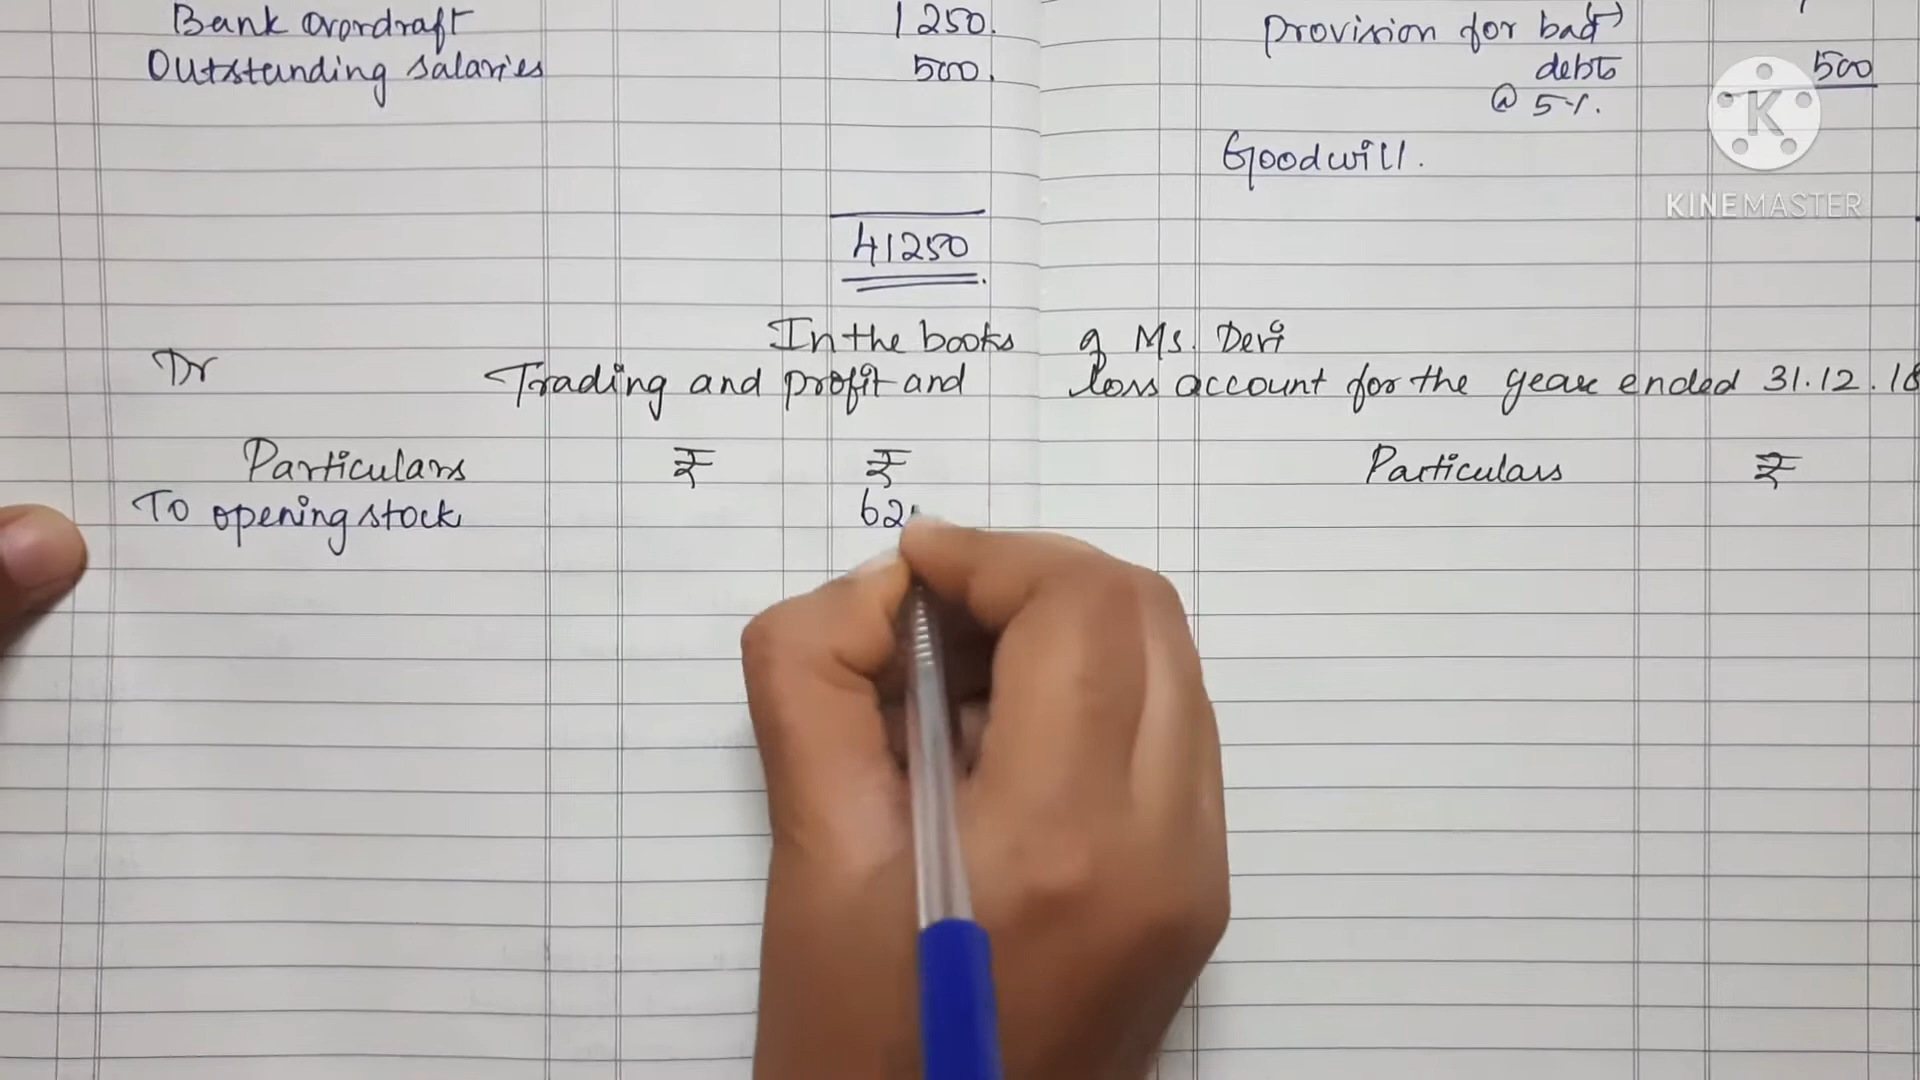 Bank overdraft 1250.
Outstanding salaries 500.
41250
Provision for bad (-)
debts 500
@ 5%.
Goodwill.
K
KINEMASTER
In the books of Ms. Devi
Dr
Trading and profit and loss account for the year ended 31.12.18
Particulars ₹ ₹ Particulars ₹
To opening stock 62